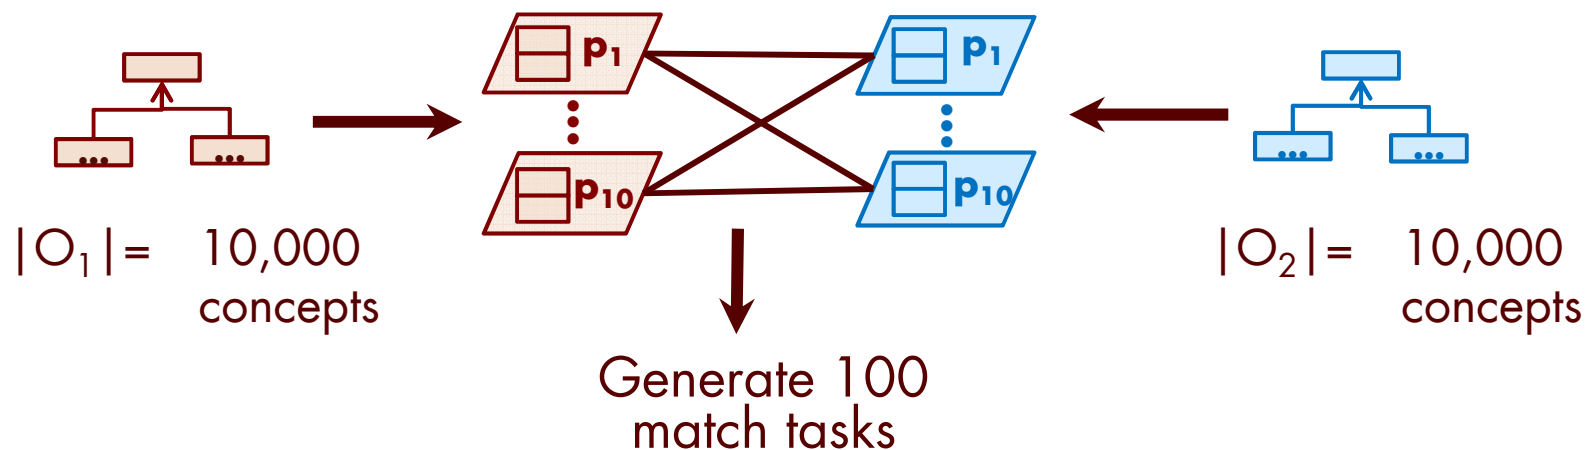 p₁
p₁
p₁₀
p₁₀
|O₁|= 10,000
concepts
|O₂|= 10,000
concepts
Generate 100
match tasks